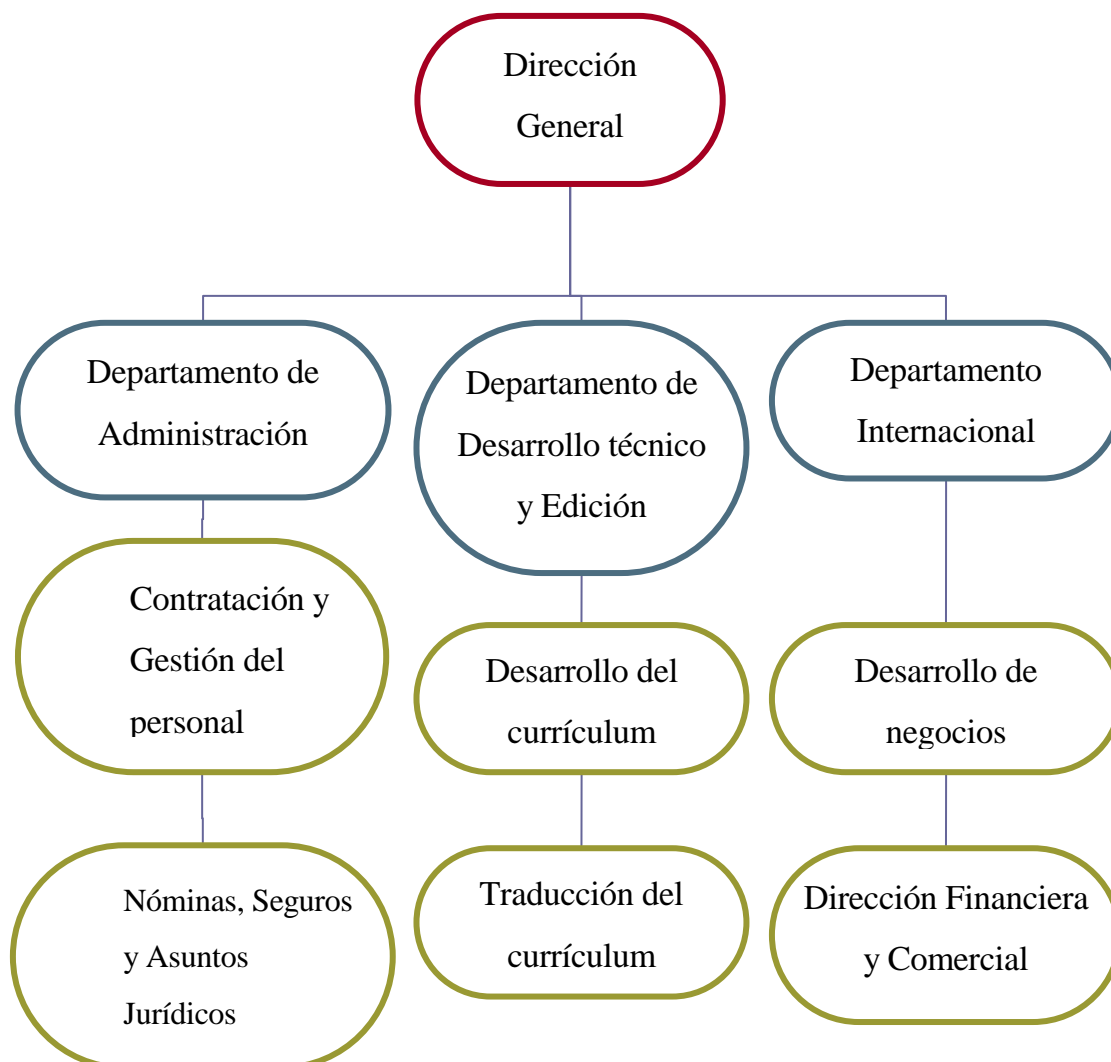 Dirección
General
Departamento de
Administración
Departamento de
Desarrollo técnico
y Edición
Departamento
Internacional
Contratación y
Gestión del
personal
Desarrollo del
currículum
Desarrollo de
negocios
Nóminas, Seguros
y Asuntos
Jurídicos
Traducción del
currículum
Dirección Financiera
y Comercial